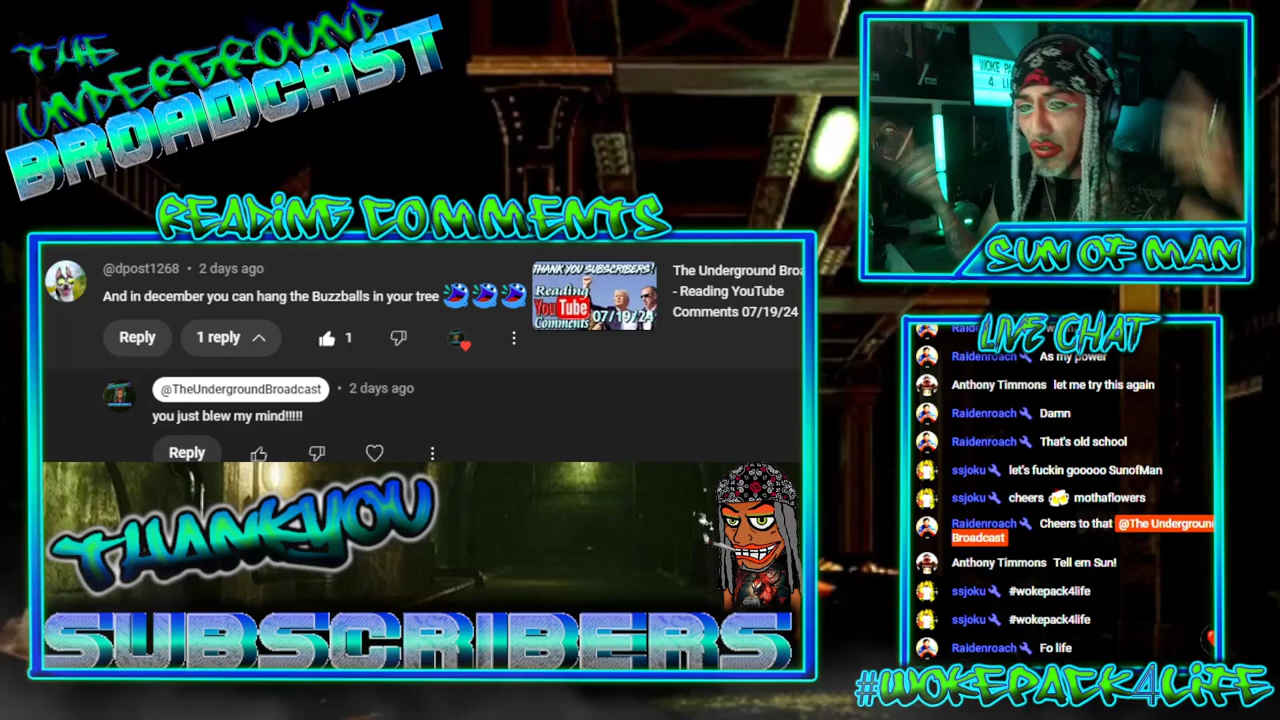 THE
UNDERGROUND
BROADCAST
READING COMMENTS
@dpost1268 • 2 days ago
And in december you can hang the Buzzballs in your tree
Reply
1 reply
1
THANK YOU SUBSCRIBERS!
Reading
YouTube
Comments
07/19/24
The Underground Broa
- Reading YouTube
Comments 07/19/24
@TheUndergroundBroadcast • 2 days ago
you just blew my mind!!!!!
Reply
THANKYOU
SUBSCRIBERS
WOKE PA
4 LI
SUN OF MAN
LIVE CHAT
Raidenroach As my power
Anthony Timmons let me try this again
Raidenroach Damn
Raidenroach That's old school
ssjoku let's fuckin gooooo SunofMan
ssjoku cheers mothaflowers
Raidenroach Cheers to that @The Undergroun
Broadcast
Anthony Timmons Tell em Sun!
ssjoku #wokepack4life
ssjoku #wokepack4life
Raidenroach Fo life
#WOKEPACK4LIFE